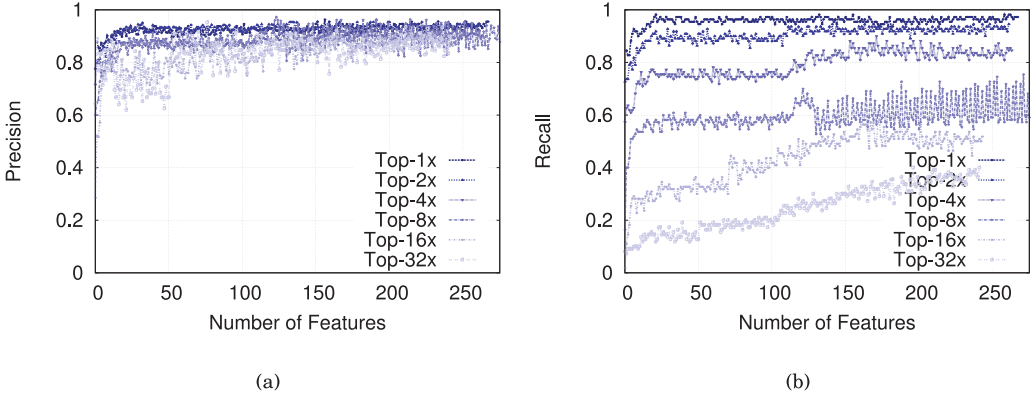 1
0.8
0.6
0.4
0.2
0
Precision
Top-1x
Top-2x
Top-4x
Top-8x
Top-16x
Top-32x
0 50 100 150 200 250
Number of Features
(a)
1
0.8
0.6
0.4
0.2
0
Recall
Top-1x
Top-2x
Top-4x
Top-8x
Top-16x
Top-32x
0 50 100 150 200 250
Number of Features
(b)